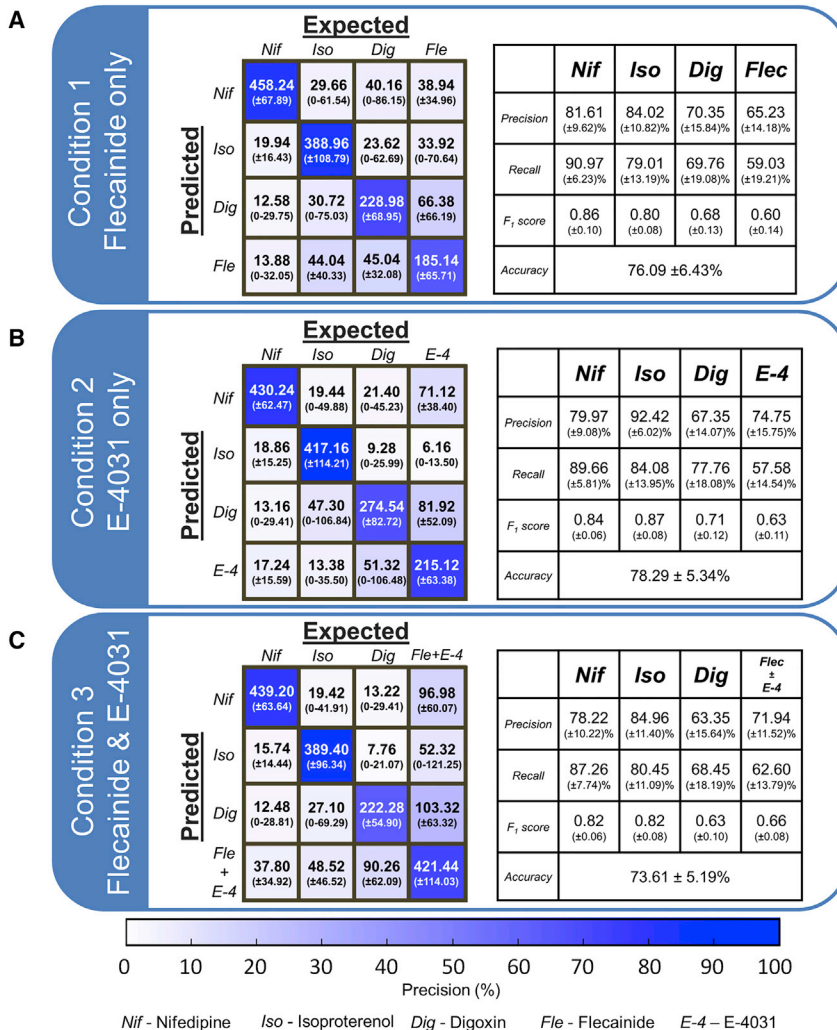 A
Condition 1
Flecainide only
Expected
Nif Iso Dig Fle
Predicted
Nif 458.24 29.66 40.16 38.94
(±67.89) (0-61.54) (0-86.15) (±34.96)
Iso 19.94 388.96 23.62 33.92
(±16.43) (±108.79) (0-62.69) (0-70.64)
Dig 12.58 30.72 228.98 66.38
(0-29.75) (0-75.03) (±68.95) (±66.19)
Fle 13.88 44.04 45.04 185.14
(0-32.05) (±40.33) (±32.08) (±65.71)
Nif Iso Dig Flec
Precision 81.61 84.02 70.35 65.23
(±9.62)% (±10.82)% (±15.84)% (±14.18)%
Recall 90.97 79.01 69.76 59.03
(±6.23)% (±13.19)% (±19.08)% (±19.21)%
F1 score 0.86 0.80 0.68 0.60
(±0.10) (±0.08) (±0.13) (±0.14)
Accuracy 76.09 ±6.43%
B
Condition 2
E-4031 only
Expected
Nif Iso Dig E-4
Predicted
Nif 430.24 19.44 21.40 71.12
(±62.47) (0-49.88) (0-45.23) (±38.40)
Iso 18.86 417.16 9.28 6.16
(±15.25) (±114.21) (0-25.99) (0-13.50)
Dig 13.16 47.30 274.54 81.92
(0-29.41) (0-106.84) (±82.72) (±52.09)
E-4 17.24 13.38 51.32 215.12
(±15.59) (0-35.50) (0-106.48) (±63.38)
Nif Iso Dig E-4
Precision 79.97 92.42 67.35 74.75
(±9.08)% (±6.02)% (±14.07)% (±15.75)%
Recall 89.66 84.08 77.76 57.58
(±5.81)% (±13.95)% (±18.08)% (±14.54)%
F1 score 0.84 0.87 0.71 0.63
(±0.06) (±0.08) (±0.12) (±0.11)
Accuracy 78.29 ± 5.34%
C
Condition 3
Flecainide & E-4031
Expected
Nif Iso Dig Fle+E-4
Predicted
Nif 439.20 19.42 13.22 96.98
(±63.64) (0-41.91) (0-29.41) (±60.07)
Iso 15.74 389.40 7.76 52.32
(±14.44) (±96.34) (0-21.07) (0-121.25)
Dig 12.48 27.10 222.28 103.32
(0-28.81) (0-69.29) (±54.90) (±63.32)
Fle
+
E-4
37.80 48.52 90.26 421.44
(±34.92) (±46.52) (±62.09) (±114.03)
Nif Iso Dig Flec
±
E-4
Precision 78.22 84.96 63.35 71.94
(±10.22)% (±11.40)% (±15.64)% (±11.52)%
Recall 87.26 80.45 68.45 62.60
(±7.74)% (±11.09)% (±18.19)% (±13.79)%
F1 score 0.82 0.82 0.63 0.66
(±0.06) (±0.08) (±0.10) (±0.08)
Accuracy 73.61 ± 5.19%
0 10 20 30 40 50 60 70 80 90 100
Precision (%)
Nif - Nifedipine Iso - Isoproterenol Dig - Digoxin Fle - Flecainide E-4 – E-4031